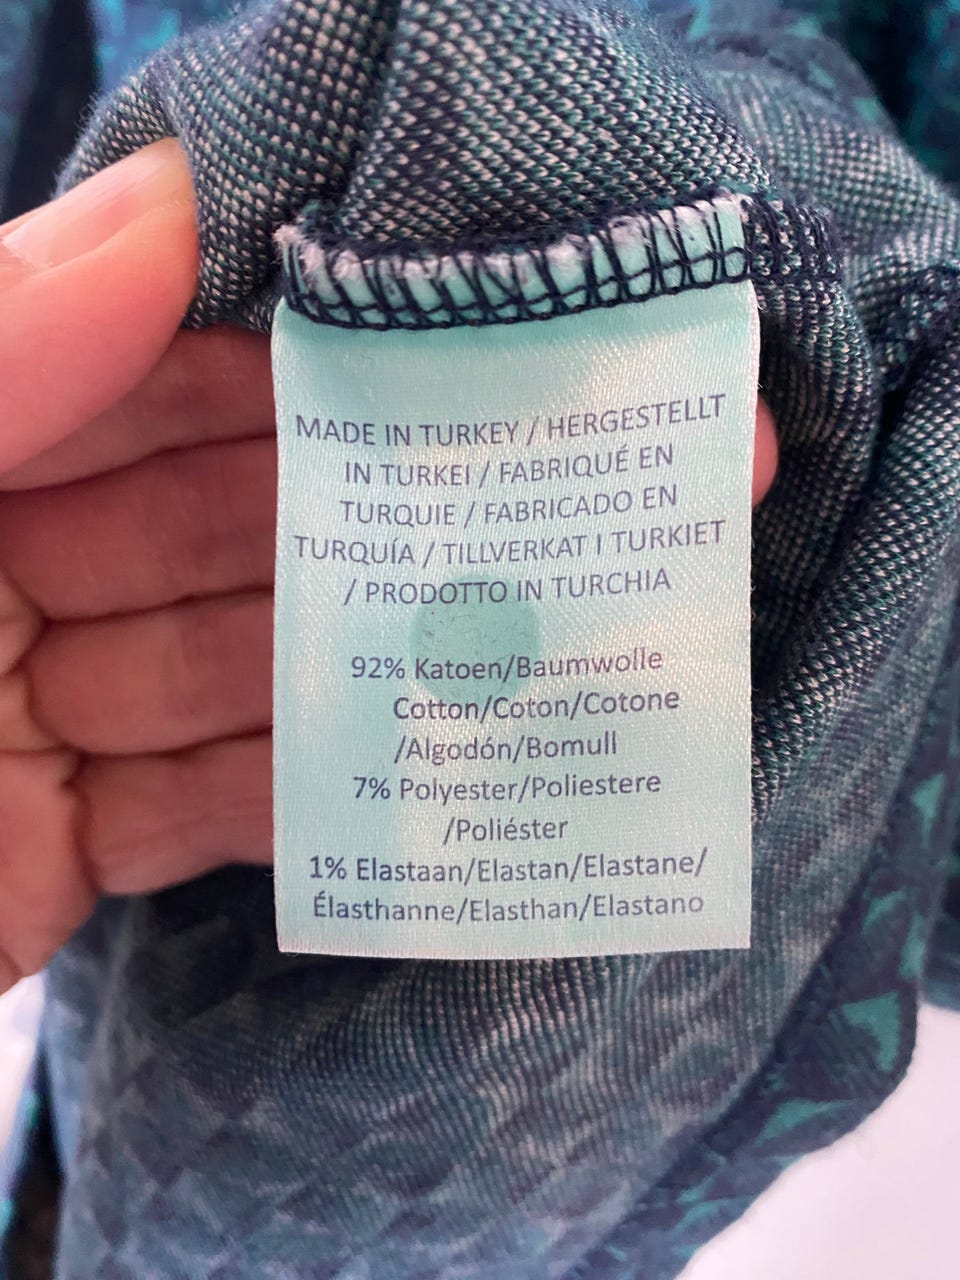 MADE IN TURKEY / HERGESTELLT
IN TURKEI / FABRIQUÉ EN
TURQUIE / FABRICADO EN
TURQUÍA / TILLVERKAT I TURKIET
/ PRODOTTO IN TURCHIA
92% Katoen/Baumwolle
Cotton/Coton/Cotone
/Algodón/Bomull
7% Polyester/Poliestere
/Poliéster
1% Elastaan/Elastan/Elastane/
Élasthanne/Elasthan/Elastano